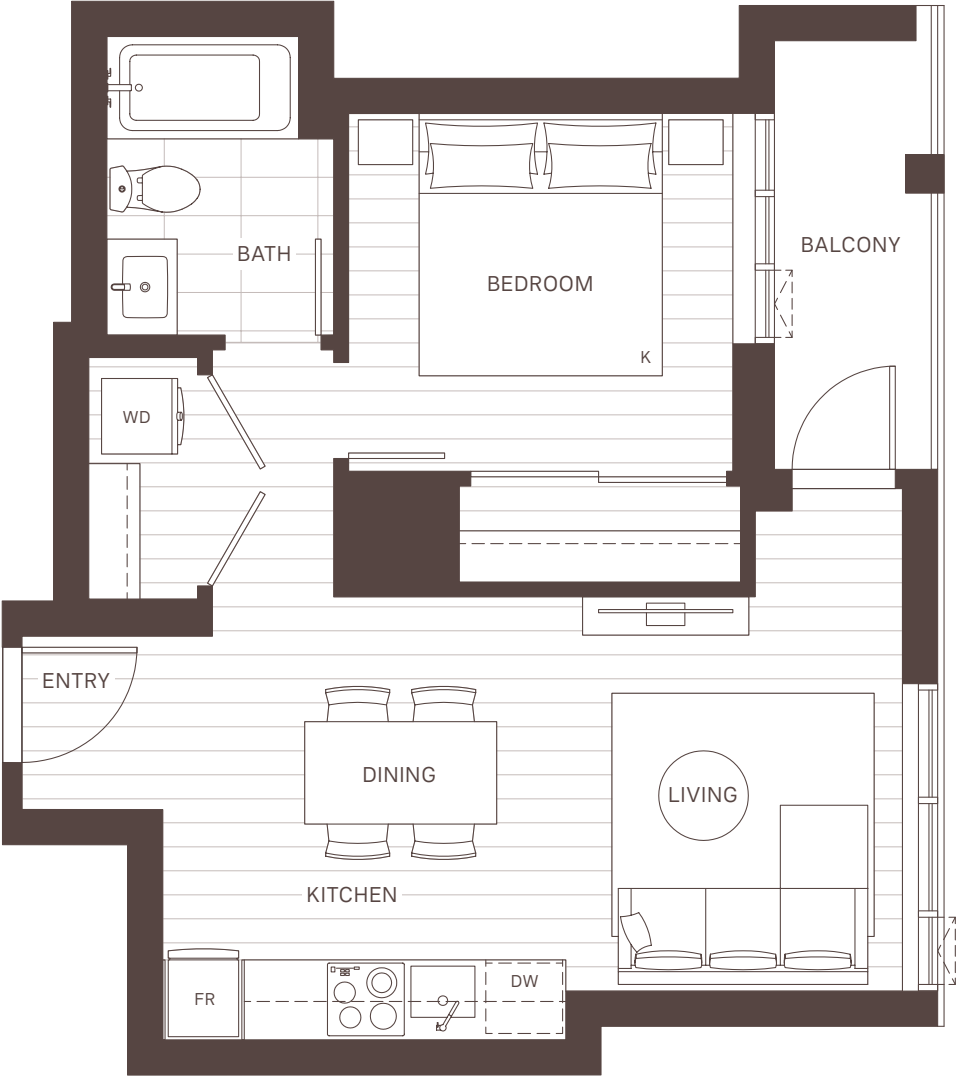 BATH
BEDROOM
BALCONY
K
WD
ENTRY
DINING
LIVING
KITCHEN
FR
DW